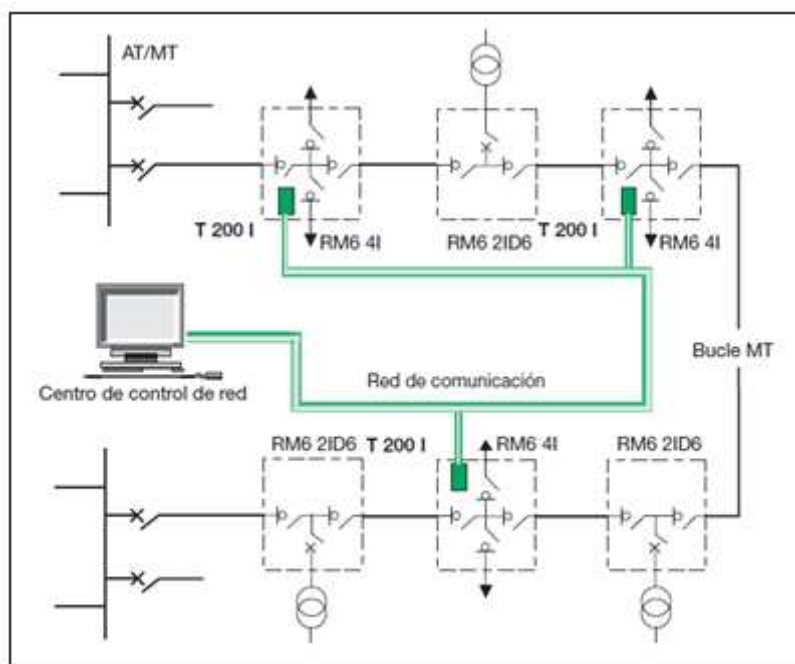 AT/MT
T 200 I
RM6 4I
RM6 2ID6
T 200 I
RM6 4I
Bucle MT
Centro de control de red
Red de comunicación
RM6 2ID6
T 200 I
RM6 4I
RM6 2ID6